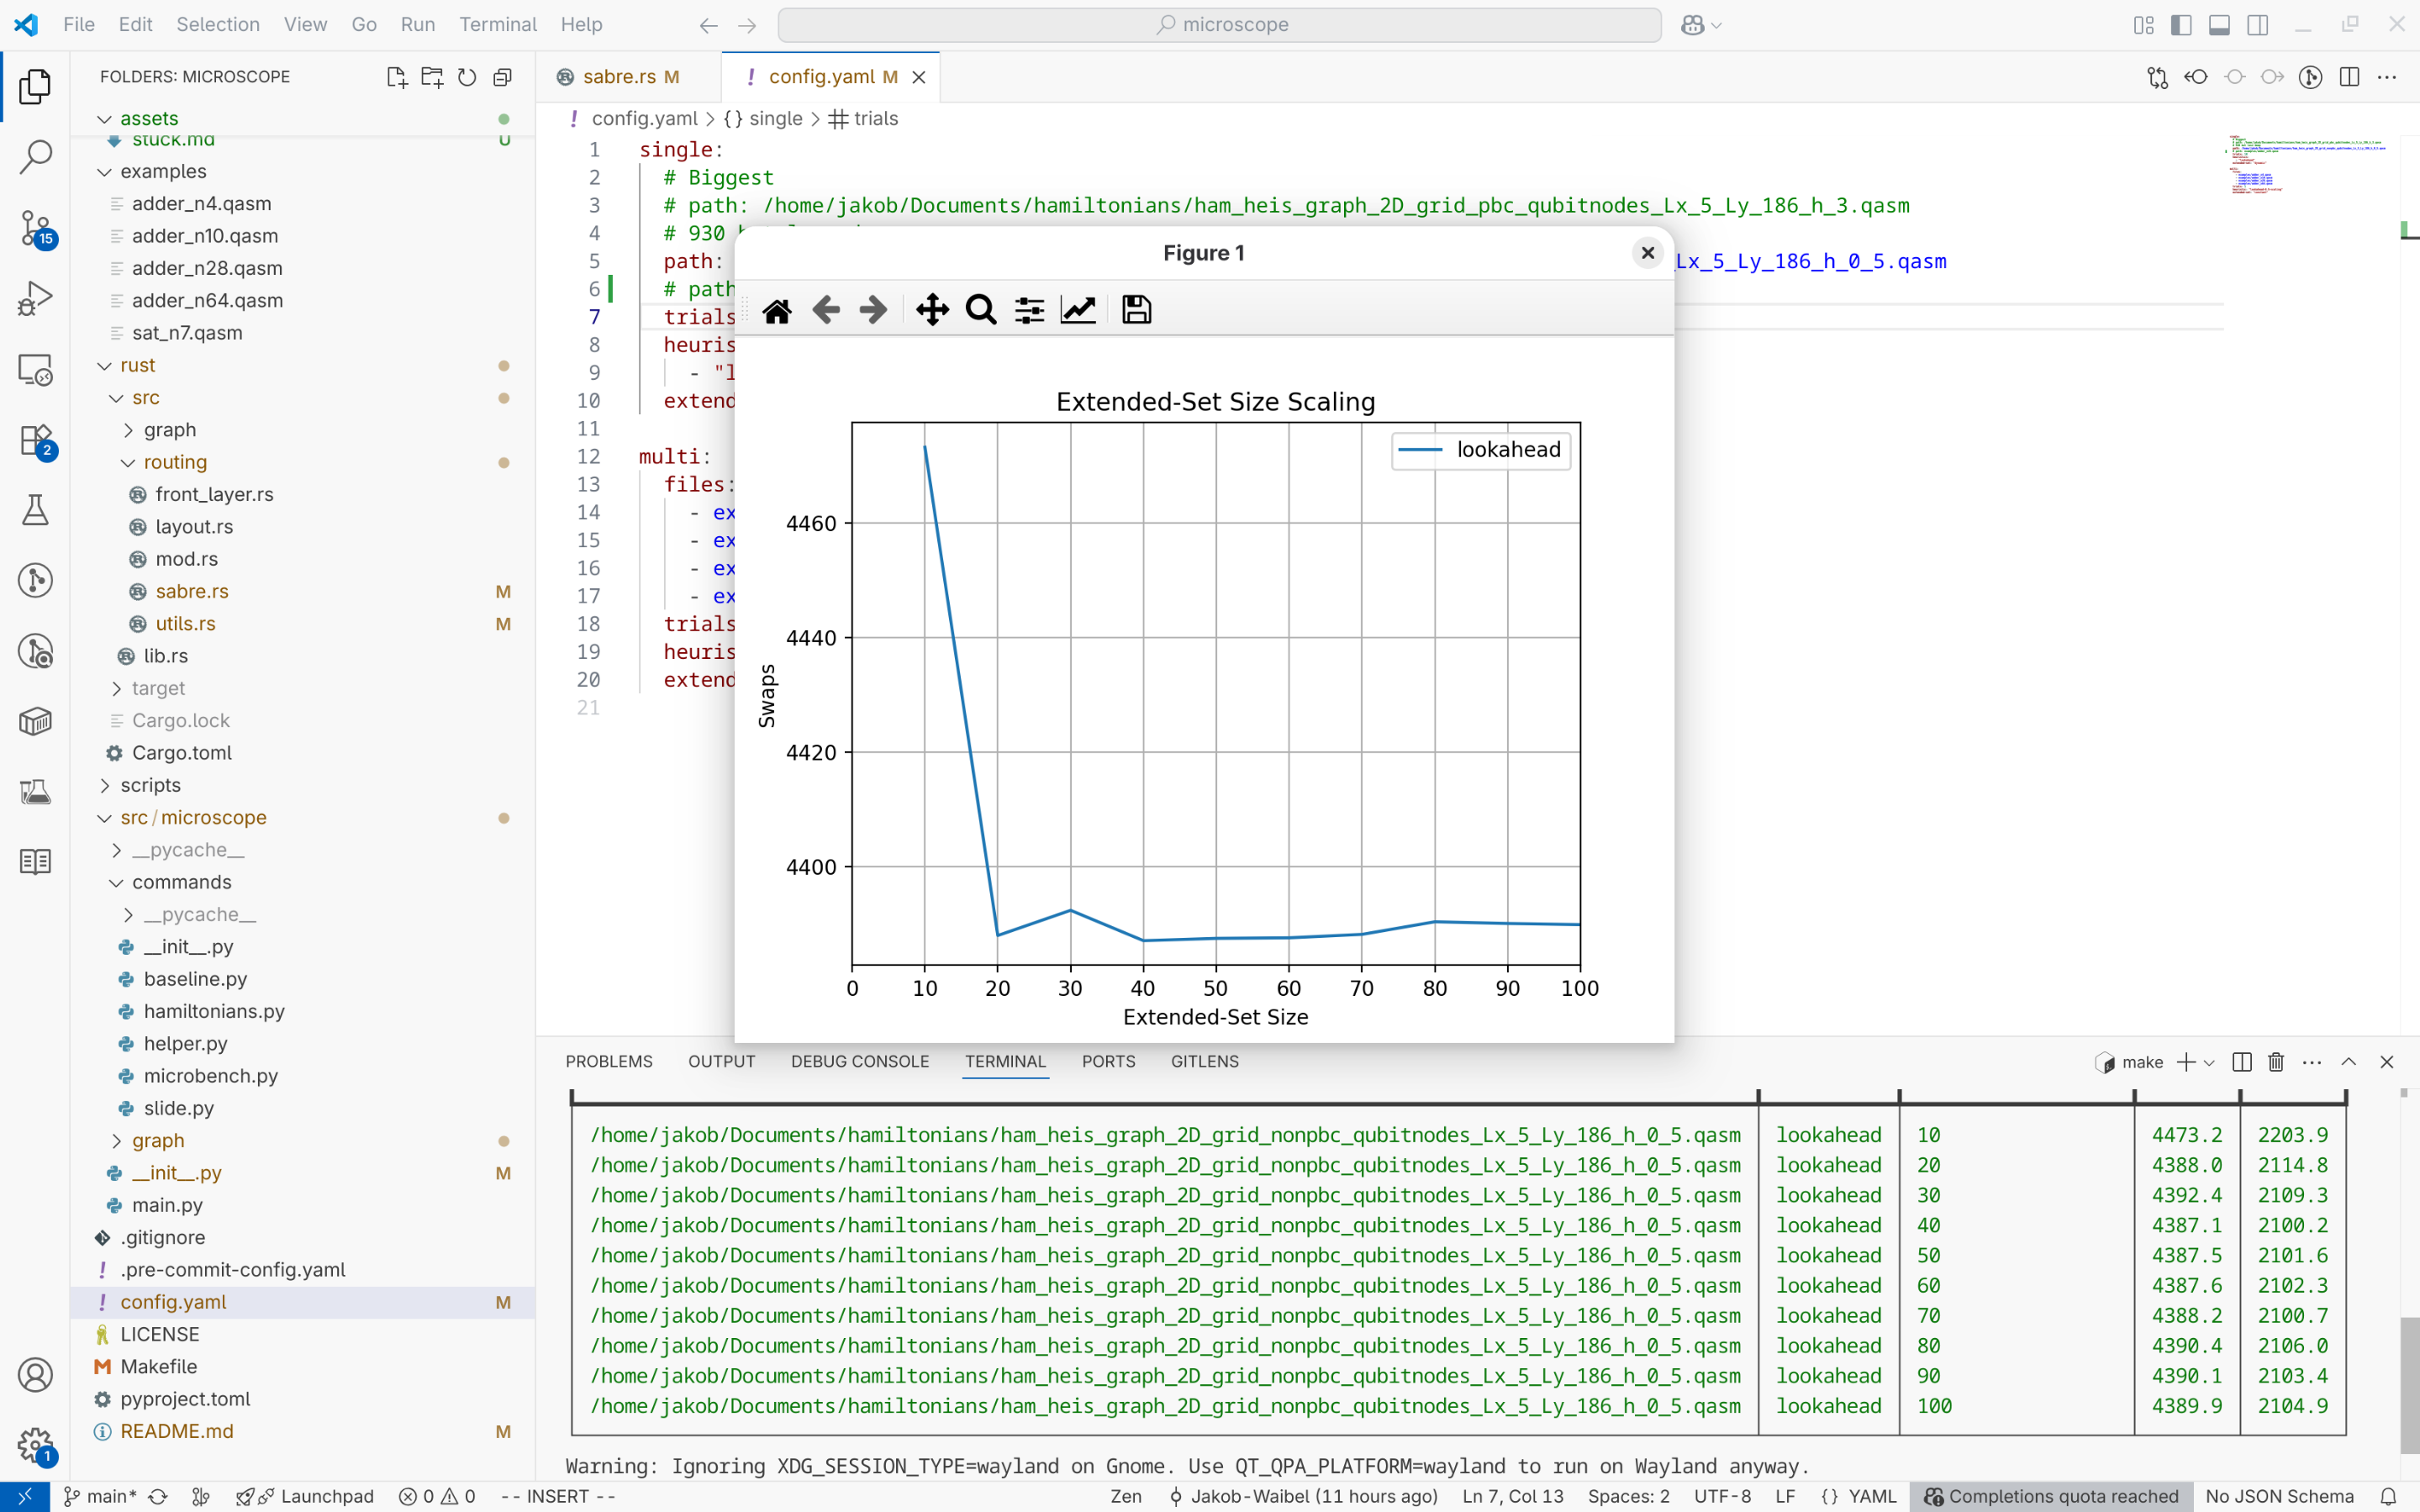 File Edit Selection View Go Run Terminal Help
microscope
FOLDERS: MICROSCOPE
assets
stuck.md U
examples
adder_n4.qasm
adder_n10.qasm
adder_n28.qasm
adder_n64.qasm
sat_n7.qasm
rust
src
graph
routing
front_layer.rs
layout.rs
mod.rs
sabre.rs M
utils.rs M
lib.rs
target
Cargo.lock
Cargo.toml
scripts
src / microscope
__pycache__
commands
__pycache__
__init__.py
baseline.py
hamiltonians.py
helper.py
microbench.py
slide.py
graph
__init__.py M
main.py
.gitignore
.pre-commit-config.yaml
config.yaml M
LICENSE
Makefile
pyproject.toml
README.md M
15
2
1
sabre.rs M
config.yaml M
config.yaml > {} single > trials
1 single:
2 # Biggest
3 # path: /home/jakob/Documents/hamiltonians/ham_heis_graph_2D_grid_pbc_qubitnodes_Lx_5_Ly_186_h_3.qasm
4 # 930
5 path: Lx_5_Ly_186_h_0_5.qasm
6 # path
7 trials
8 heuris
9 - "l
10 extend
11
12 multi:
13 files:
14 - ex
15 - ex
16 - ex
17 - ex
18 trials
19 heuris
20 extend
21
Figure 1
Extended-Set Size Scaling
lookahead
4460
4440
4420
4400
Swaps
0 10 20 30 40 50 60 70 80 90 100
Extended-Set Size
PROBLEMS OUTPUT DEBUG CONSOLE TERMINAL PORTS GITLENS
make
/home/jakob/Documents/hamiltonians/ham_heis_graph_2D_grid_nonpbc_qubitnodes_Lx_5_Ly_186_h_0_5.qasm lookahead 10 4473.2 2203.9
/home/jakob/Documents/hamiltonians/ham_heis_graph_2D_grid_nonpbc_qubitnodes_Lx_5_Ly_186_h_0_5.qasm lookahead 20 4388.0 2114.8
/home/jakob/Documents/hamiltonians/ham_heis_graph_2D_grid_nonpbc_qubitnodes_Lx_5_Ly_186_h_0_5.qasm lookahead 30 4392.4 2109.3
/home/jakob/Documents/hamiltonians/ham_heis_graph_2D_grid_nonpbc_qubitnodes_Lx_5_Ly_186_h_0_5.qasm lookahead 40 4387.1 2100.2
/home/jakob/Documents/hamiltonians/ham_heis_graph_2D_grid_nonpbc_qubitnodes_Lx_5_Ly_186_h_0_5.qasm lookahead 50 4387.5 2101.6
/home/jakob/Documents/hamiltonians/ham_heis_graph_2D_grid_nonpbc_qubitnodes_Lx_5_Ly_186_h_0_5.qasm lookahead 60 4387.6 2102.3
/home/jakob/Documents/hamiltonians/ham_heis_graph_2D_grid_nonpbc_qubitnodes_Lx_5_Ly_186_h_0_5.qasm lookahead 70 4388.2 2100.7
/home/jakob/Documents/hamiltonians/ham_heis_graph_2D_grid_nonpbc_qubitnodes_Lx_5_Ly_186_h_0_5.qasm lookahead 80 4390.4 2106.0
/home/jakob/Documents/hamiltonians/ham_heis_graph_2D_grid_nonpbc_qubitnodes_Lx_5_Ly_186_h_0_5.qasm lookahead 90 4390.1 2103.4
/home/jakob/Documents/hamiltonians/ham_heis_graph_2D_grid_nonpbc_qubitnodes_Lx_5_Ly_186_h_0_5.qasm lookahead 100 4389.9 2104.9
Warning: Ignoring XDG_SESSION_TYPE=wayland on Gnome. Use QT_QPA_PLATFORM=wayland to run on Wayland anyway.
main* Launchpad 0 0 -- INSERT -- Zen Jakob-Waibel (11 hours ago) Ln 7, Col 13 Spaces: 2 UTF-8 LF {} YAML Completions quota reached No JSON Schema